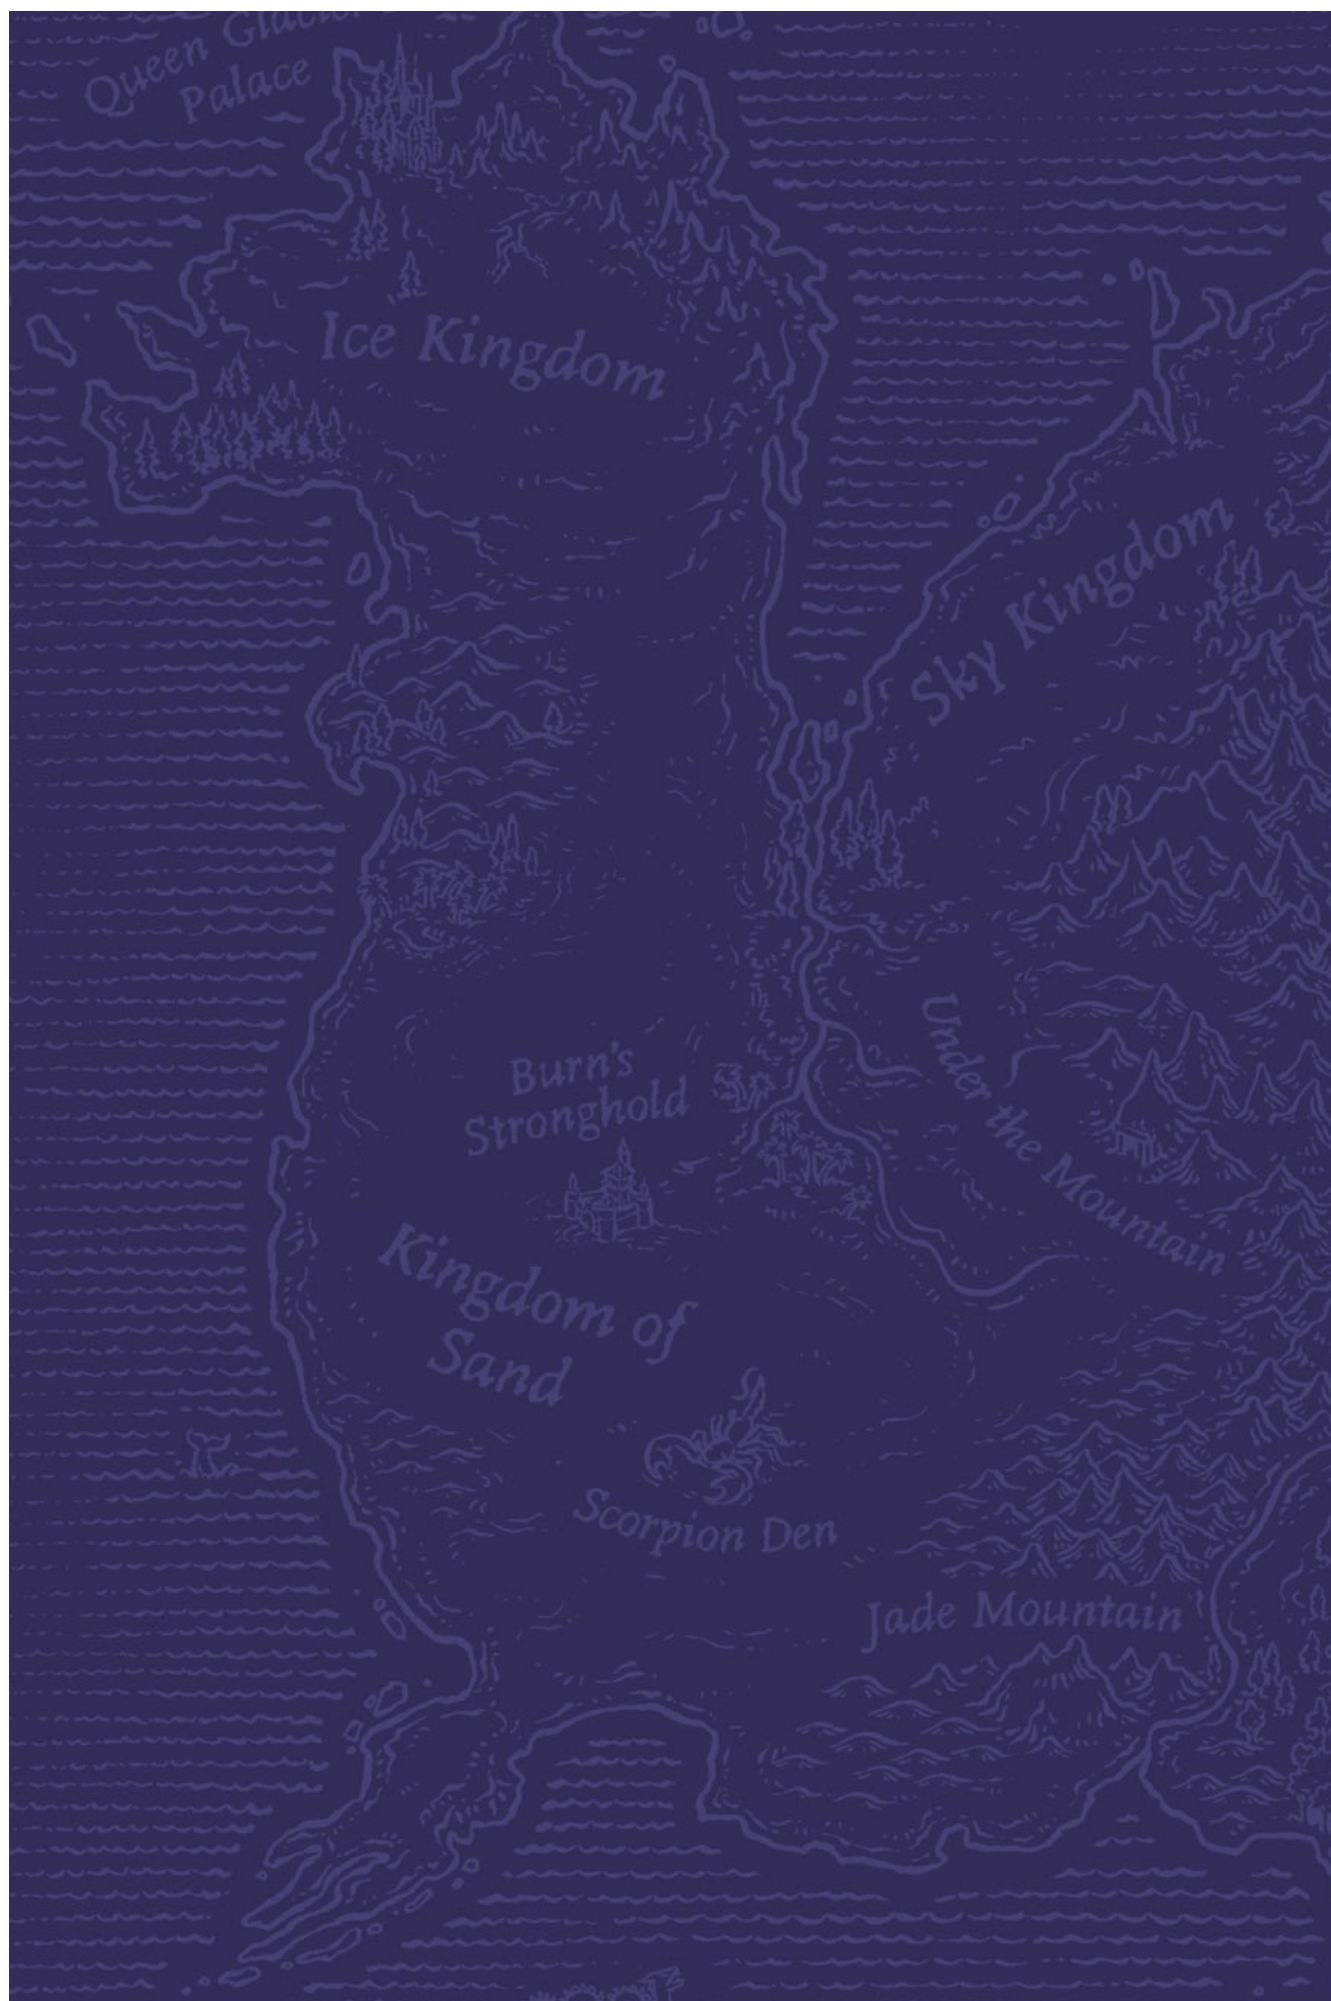 Queen Glacier
Palace
Ice Kingdom
Sky Kingdom
Under the Mountain
Burn's
Stronghold
Kingdom of
Sand
Scorpion Den
Jade Mountain